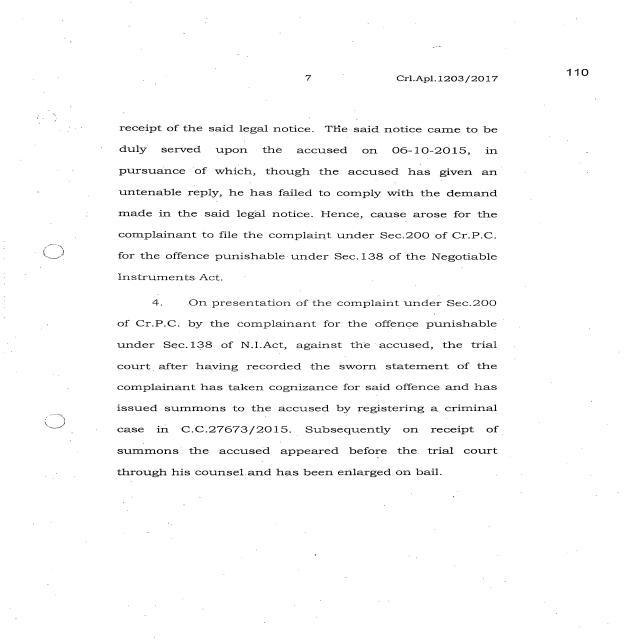 7 Crl.Apl.1203/2017 110
receipt of the said legal notice. The said notice came to be
duly served upon the accused on 06-10-2015, in
pursuance of which, though the accused has given an
untenable reply, he has failed to comply with the demand
made in the said legal notice. Hence, cause arose for the
complainant to file the complaint under Sec.200 of Cr.P.C.
for the offence punishable under Sec.138 of the Negotiable
Instruments Act.
4. On presentation of the complaint under Sec.200
of Cr.P.C. by the complainant for the offence punishable
under Sec.138 of N.I.Act, against the accused, the trial
court after having recorded the sworn statement of the
complainant has taken cognizance for said offence and has
issued summons to the accused by registering a criminal
case in C.C.27673/2015. Subsequently on receipt of
summons the accused appeared before the trial court
through his counsel and has been enlarged on bail.